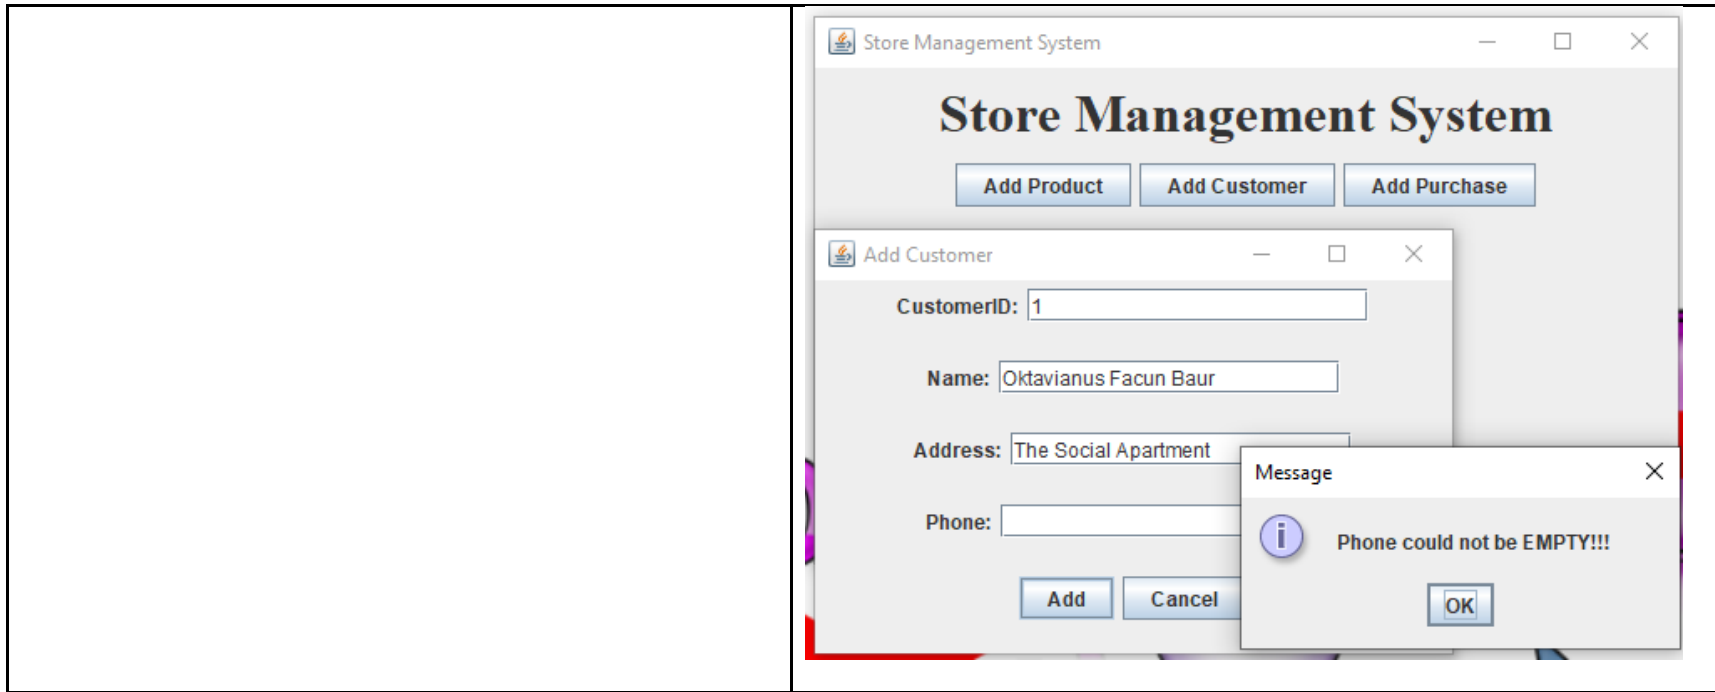 Store Management System
Store Management System
Add Product Add Customer Add Purchase
Add Customer
CustomerID: 1
Name: Oktavianus Facun Baur
Address: The Social Apartment
Message
Phone:
Phone could not be EMPTY!!!
Add Cancel
OK